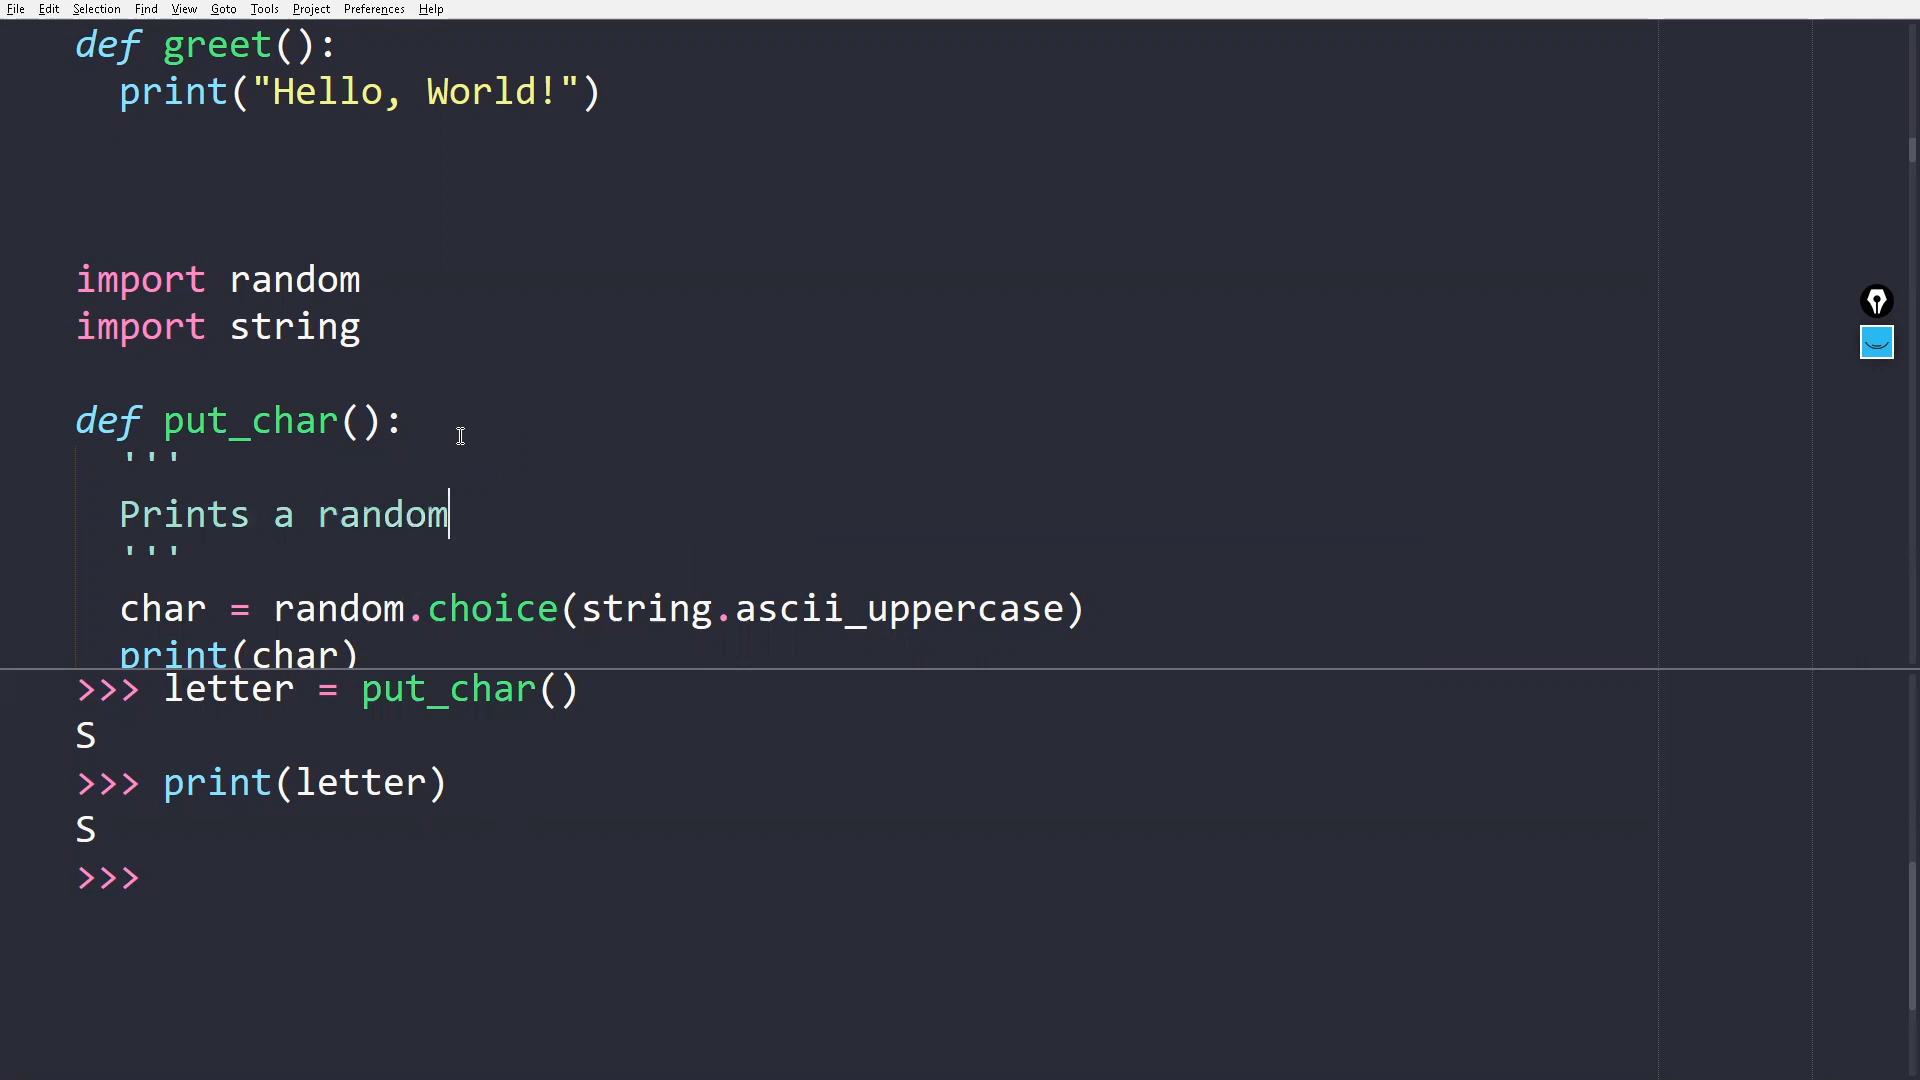 File Edit Selection Find View Goto Tools Project Preferences Help
def greet():
  print("Hello, World!")
import random
import string
def put_char():
  '''
  Prints a random
  '''
  char = random.choice(string.ascii_uppercase)
  print(char)
>>> letter = put_char()
S
>>> print(letter)
S
>>>